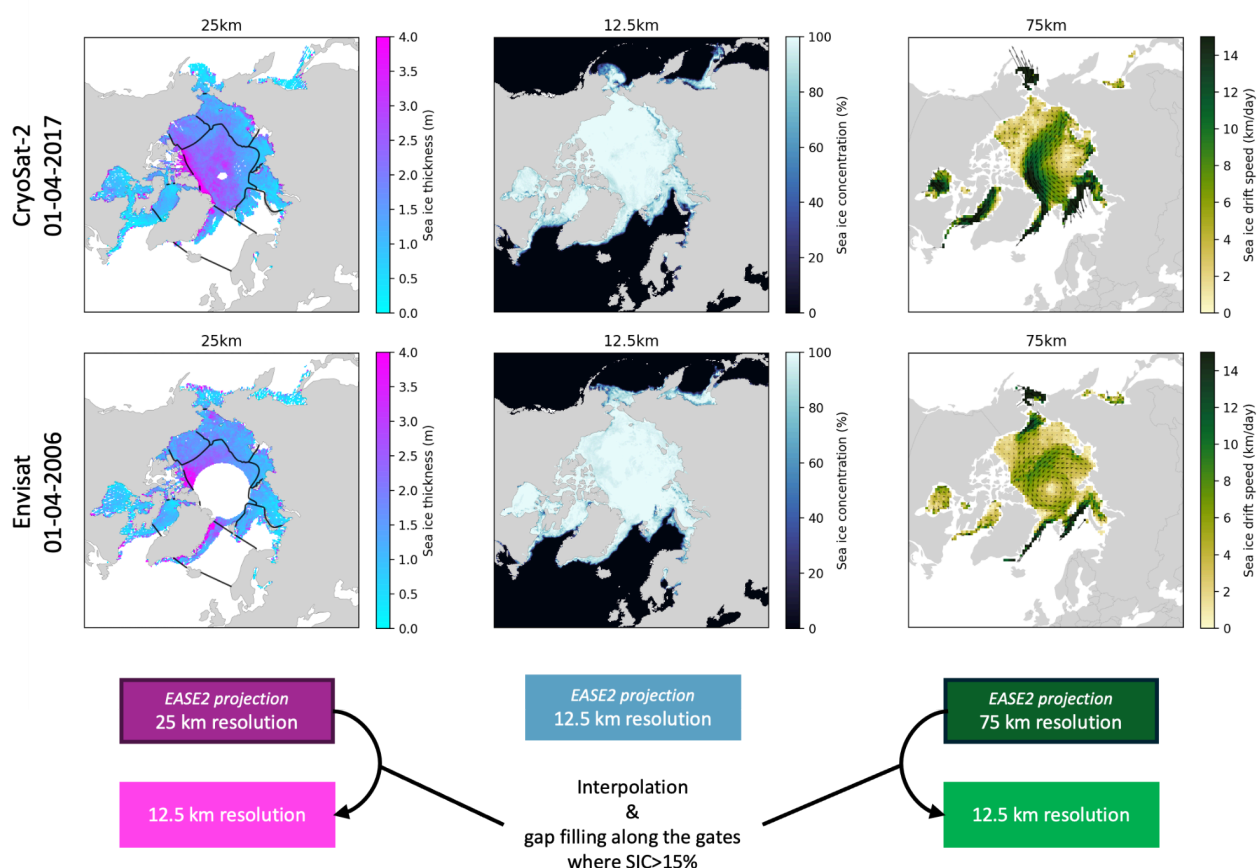 25km
12.5km
75km
CryoSat-2
01-04-2017
4.0
3.5
3.0
2.5
2.0
1.5
1.0
0.5
0.0
Sea ice thickness (m)
100
80
60
40
20
0
Sea ice concentration (%)
14
12
10
8
6
4
2
0
Sea ice drift speed (km/day)
25km
12.5km
75km
Envisat
01-04-2006
4.0
3.5
3.0
2.5
2.0
1.5
1.0
0.5
0.0
Sea ice thickness (m)
100
80
60
40
20
0
Sea ice concentration (%)
14
12
10
8
6
4
2
0
Sea ice drift speed (km/day)
EASE2 projection
25 km resolution
EASE2 projection
12.5 km resolution
EASE2 projection
75 km resolution
12.5 km resolution
Interpolation
&
gap filling along the gates
where SIC>15%
12.5 km resolution